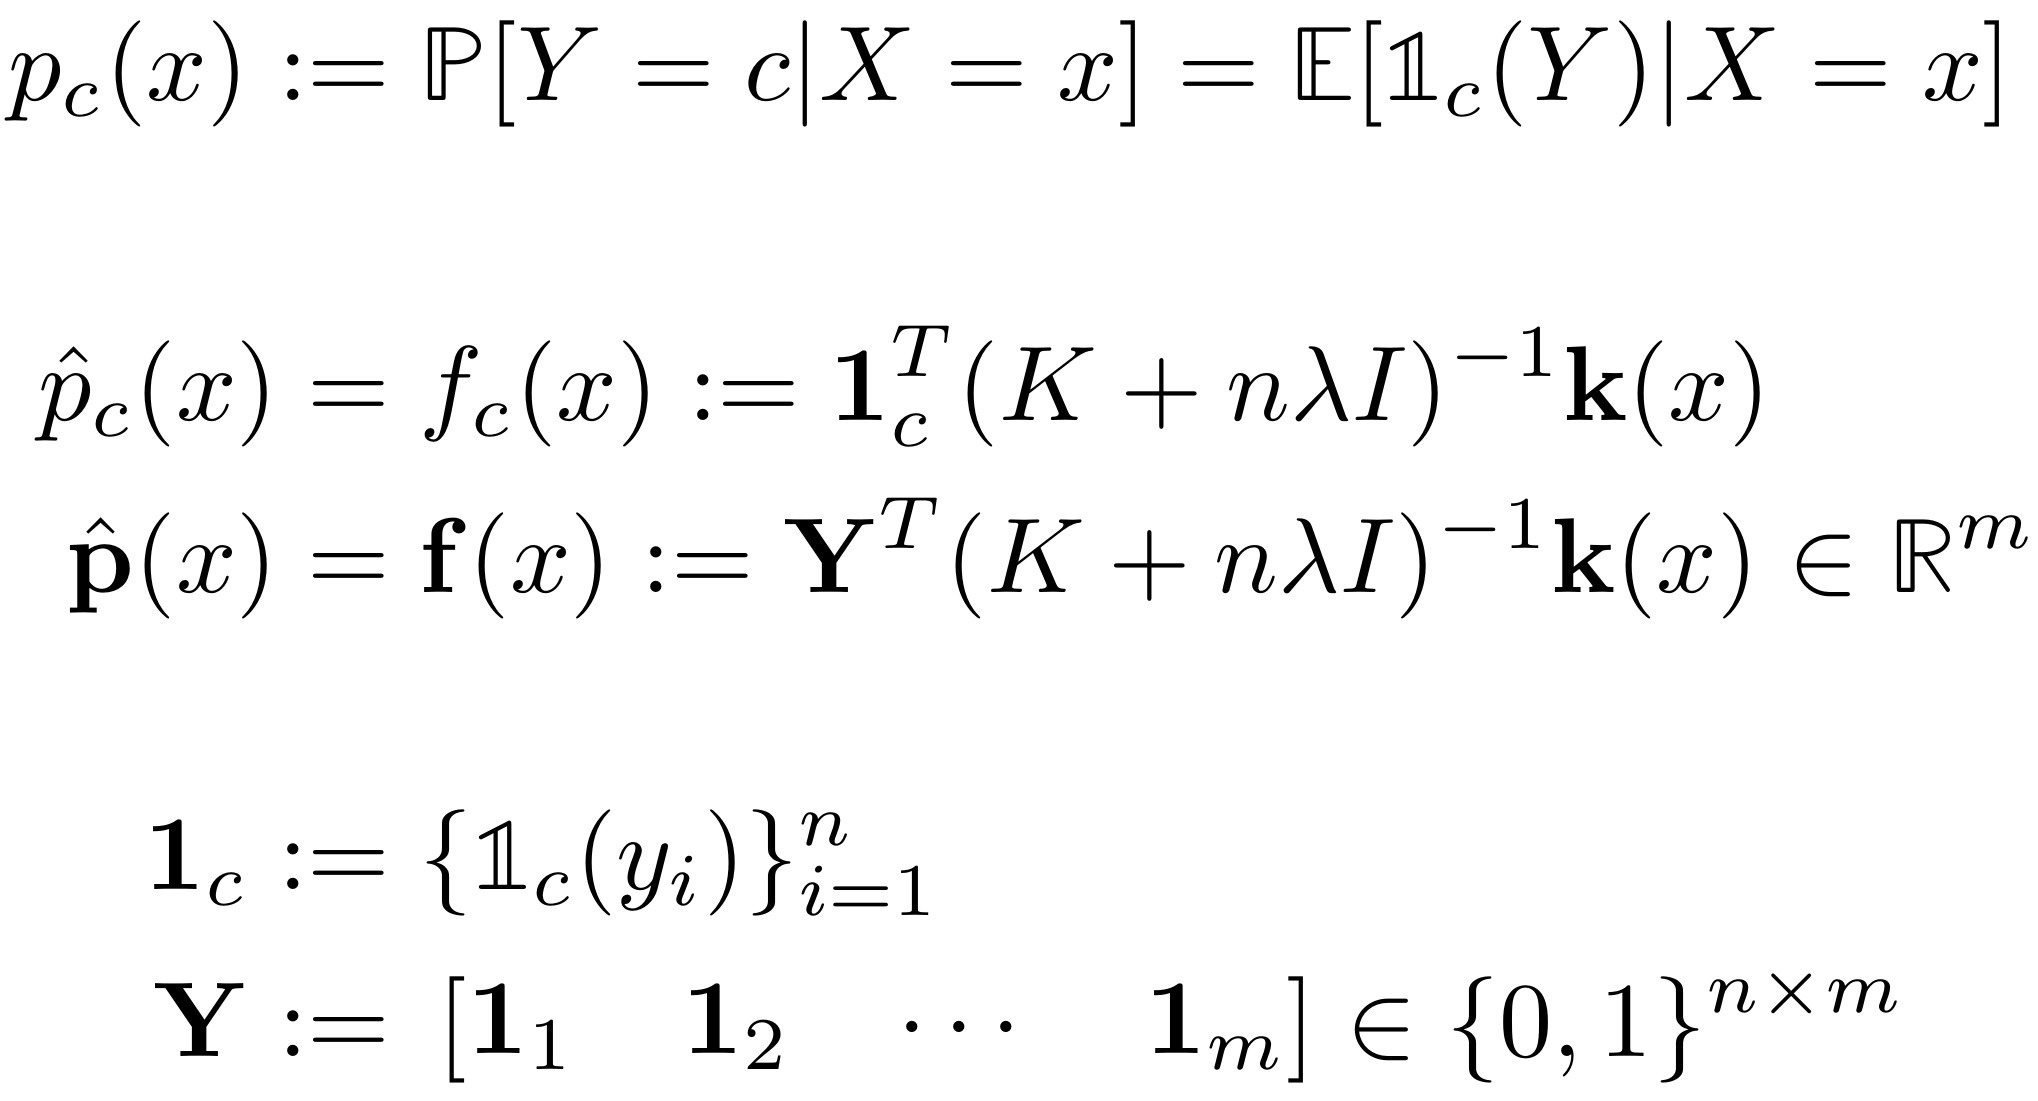 p_c(x) := ℙ[Y = c|X = x] = 𝔼[𝟙_c(Y)|X = x]
p̂_c(x) = f_c(x) := 𝟏_c^T(K + nλI)^{−1}𝐤(x)
𝐩̂(x) = 𝐟(x) := 𝐘^T(K + nλI)^{−1}𝐤(x) ∈ ℝ^m
𝟏_c := {𝟙_c(y_i)}_{i=1}^n
𝐘 := [𝟏_1 𝟏_2 ⋯ 𝟏_m] ∈ {0, 1}^{n×m}